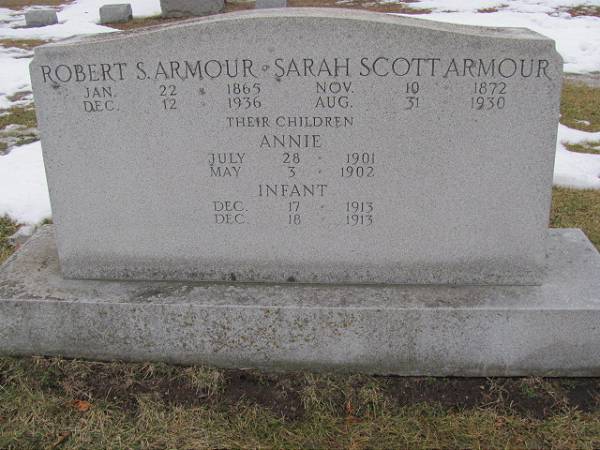 ROBERT S. ARMOUR · SARAH SCOTT ARMOUR
JAN. 22 · 1865 NOV. 10 · 1872
DEC. 12 · 1936 AUG. 31 · 1930
THEIR CHILDREN
ANNIE
JULY 28 · 1901
MAY 3 · 1902
INFANT
DEC. 17 · 1913
DEC. 18 · 1913